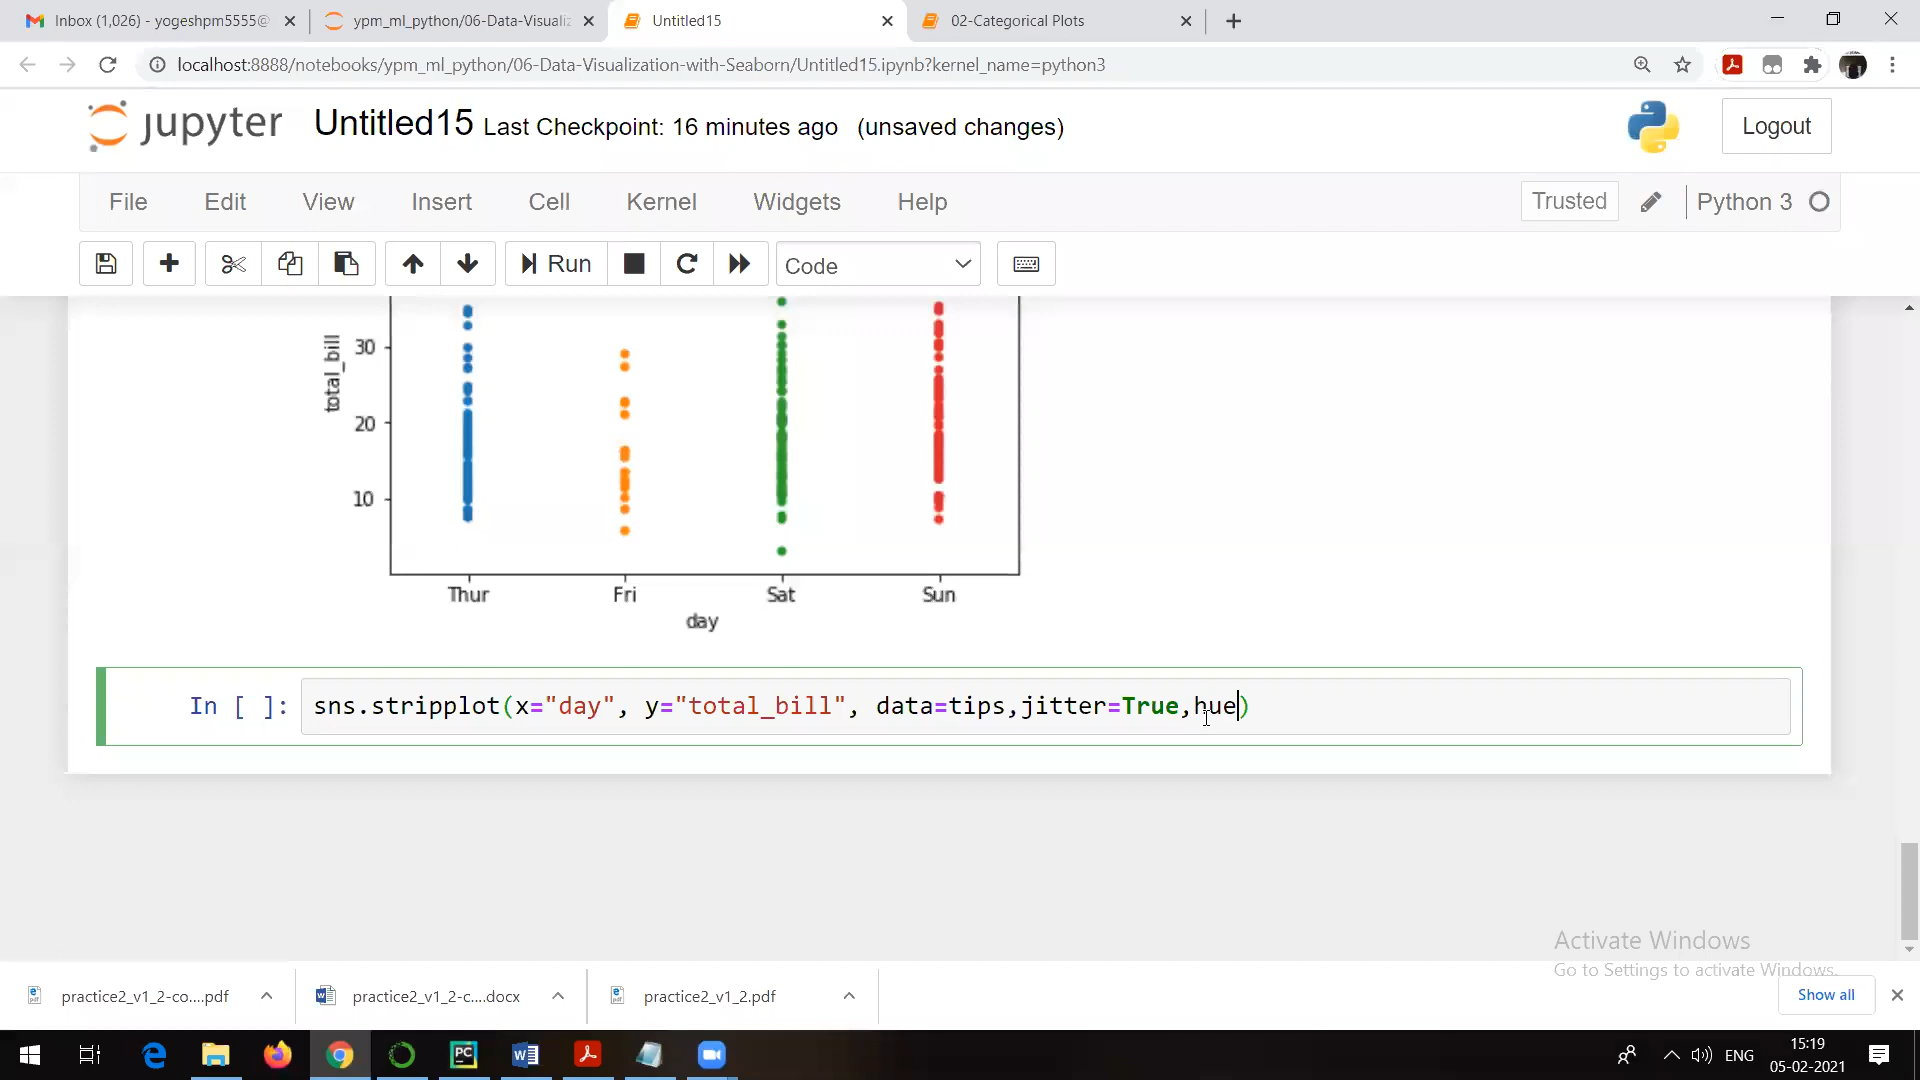 Inbox (1,026) - yogeshpm5555@
ypm_ml_python/06-Data-Visualiz
Untitled15
02-Categorical Plots
localhost:8888/notebooks/ypm_ml_python/06-Data-Visualization-with-Seaborn/Untitled15.ipynb?kernel_name=python3
jupyter Untitled15 Last Checkpoint: 16 minutes ago (unsaved changes)
Logout
File Edit View Insert Cell Kernel Widgets Help
Trusted
Python 3
Run
Code
total_bill
30
20
10
Thur Fri Sat Sun
day
In [ ]: sns.stripplot(x="day", y="total_bill", data=tips,jitter=True,hue)
Activate Windows
Go to Settings to activate Windows.
practice2_v1_2-co....pdf
practice2_v1_2-c....docx
practice2_v1_2.pdf
Show all
PC
ENG
15:19
05-02-2021